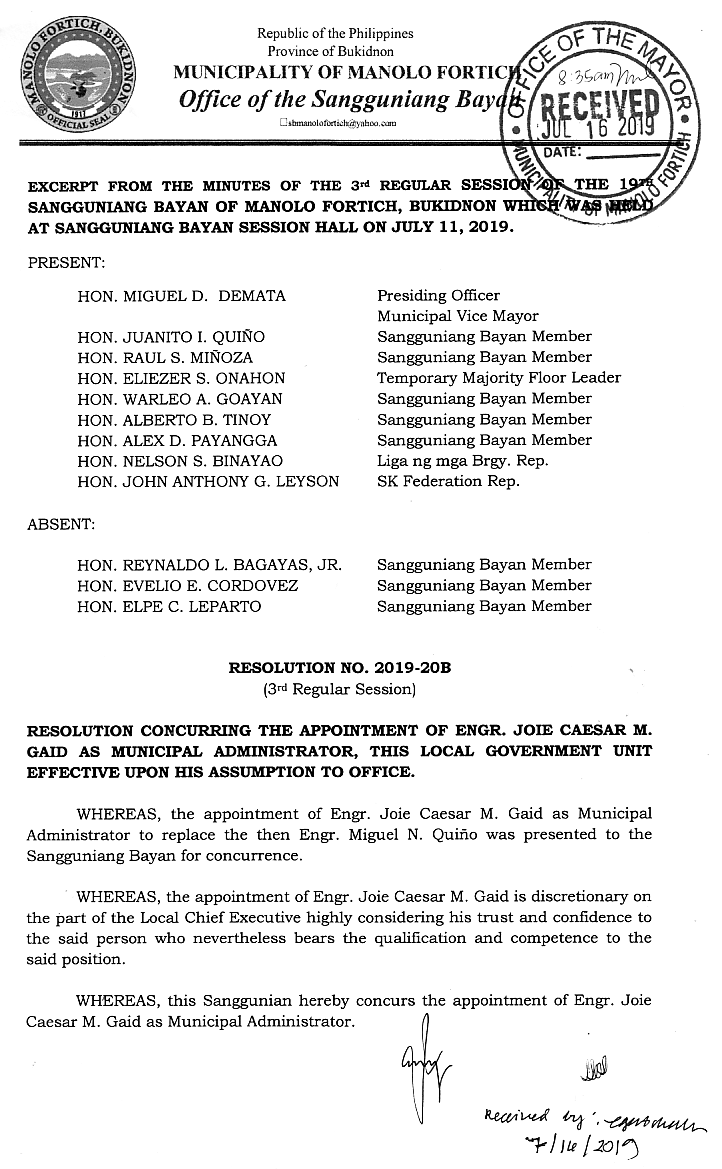 Republic of the Philippines
Province of Bukidnon
MUNICIPALITY OF MANOLO FORTICH
Office of the Sangguniang Bayan
□sbmanolofortich@yahoo.com
MANOLO FORTICH, BUKIDNON
1917
OFFICIAL SEAL
OFFICE OF THE MAYOR
8:35am
RECEIVED
JUL 16 2019
DATE:
MUNICIPALITY OF MANOLO FORTICH
EXCERPT FROM THE MINUTES OF THE 3rd REGULAR SESSION OF THE 19TH
SANGGUNIANG BAYAN OF MANOLO FORTICH, BUKIDNON WHICH WAS HELD
AT SANGGUNIANG BAYAN SESSION HALL ON JULY 11, 2019.
PRESENT:
HON. MIGUEL D. DEMATA Presiding Officer
Municipal Vice Mayor
HON. JUANITO I. QUIÑO Sangguniang Bayan Member
HON. RAUL S. MIÑOZA Sangguniang Bayan Member
HON. ELIEZER S. ONAHON Temporary Majority Floor Leader
HON. WARLEO A. GOAYAN Sangguniang Bayan Member
HON. ALBERTO B. TINOY Sangguniang Bayan Member
HON. ALEX D. PAYANGGA Sangguniang Bayan Member
HON. NELSON S. BINAYAO Liga ng mga Brgy. Rep.
HON. JOHN ANTHONY G. LEYSON SK Federation Rep.
ABSENT:
HON. REYNALDO L. BAGAYAS, JR. Sangguniang Bayan Member
HON. EVELIO E. CORDOVEZ Sangguniang Bayan Member
HON. ELPE C. LEPARTO Sangguniang Bayan Member
RESOLUTION NO. 2019-20B
(3rd Regular Session)
RESOLUTION CONCURRING THE APPOINTMENT OF ENGR. JOIE CAESAR M.
GAID AS MUNICIPAL ADMINISTRATOR, THIS LOCAL GOVERNMENT UNIT
EFFECTIVE UPON HIS ASSUMPTION TO OFFICE.
WHEREAS, the appointment of Engr. Joie Caesar M. Gaid as Municipal
Administrator to replace the then Engr. Miguel N. Quiño was presented to the
Sangguniang Bayan for concurrence.
WHEREAS, the appointment of Engr. Joie Caesar M. Gaid is discretionary on
the part of the Local Chief Executive highly considering his trust and confidence to
the said person who nevertheless bears the qualification and competence to the
said position.
WHEREAS, this Sanggunian hereby concurs the appointment of Engr. Joie
Caesar M. Gaid as Municipal Administrator.
Received by:
7/16/2019